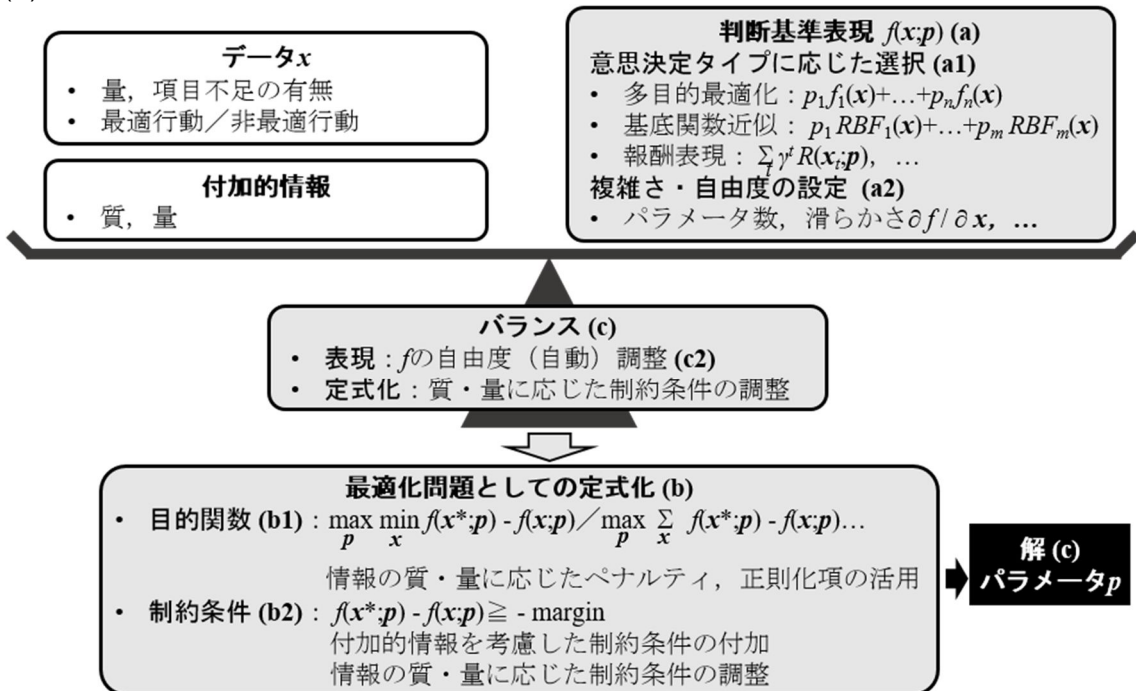 データx
• 量，項目不足の有無
• 最適行動／非最適行動
付加的情報
• 質，量
判断基準表現 f(x;p) (a)
意思決定タイプに応じた選択 (a1)
• 多目的最適化：p₁f₁(x)+…+pₙfₙ(x)
• 基底関数近似： p₁ RBF₁(x)+…+pₘ RBFₘ(x)
• 報酬表現：Σ γᵗ R(xₜ;p)，…
t
複雑さ・自由度の設定 (a2)
• パラメータ数，滑らかさ∂f / ∂x，…
バランス (c)
• 表現：fの自由度（自動）調整 (c2)
• 定式化：質・量に応じた制約条件の調整
最適化問題としての定式化 (b)
• 目的関数 (b1)：max min f(x*;p) - f(x;p)／max Σ f(x*;p) - f(x;p)…
p x p x
情報の質・量に応じたペナルティ，正則化項の活用
• 制約条件 (b2)： f(x*;p) - f(x;p)≧ - margin
付加的情報を考慮した制約条件の付加
情報の質・量に応じた制約条件の調整
解 (c)
パラメータp